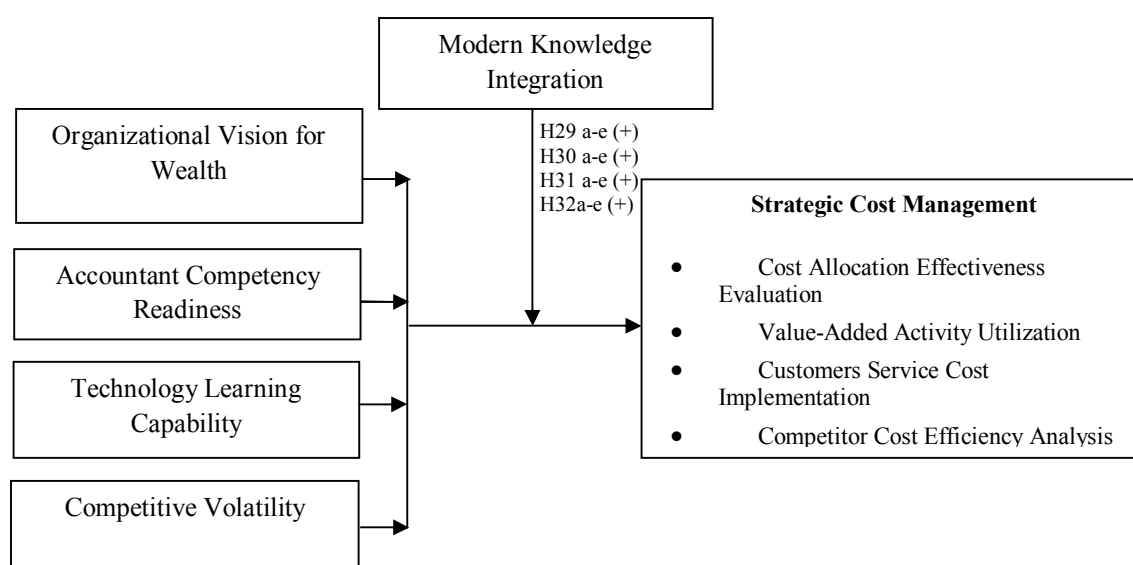 Modern Knowledge
Integration
H29 a-e (+)
H30 a-e (+)
H31 a-e (+)
H32a-e (+)
Organizational Vision for
Wealth
Accountant Competency
Readiness
Technology Learning
Capability
Competitive Volatility
Strategic Cost Management
• Cost Allocation Effectiveness
Evaluation
• Value-Added Activity Utilization
• Customers Service Cost
Implementation
• Competitor Cost Efficiency Analysis